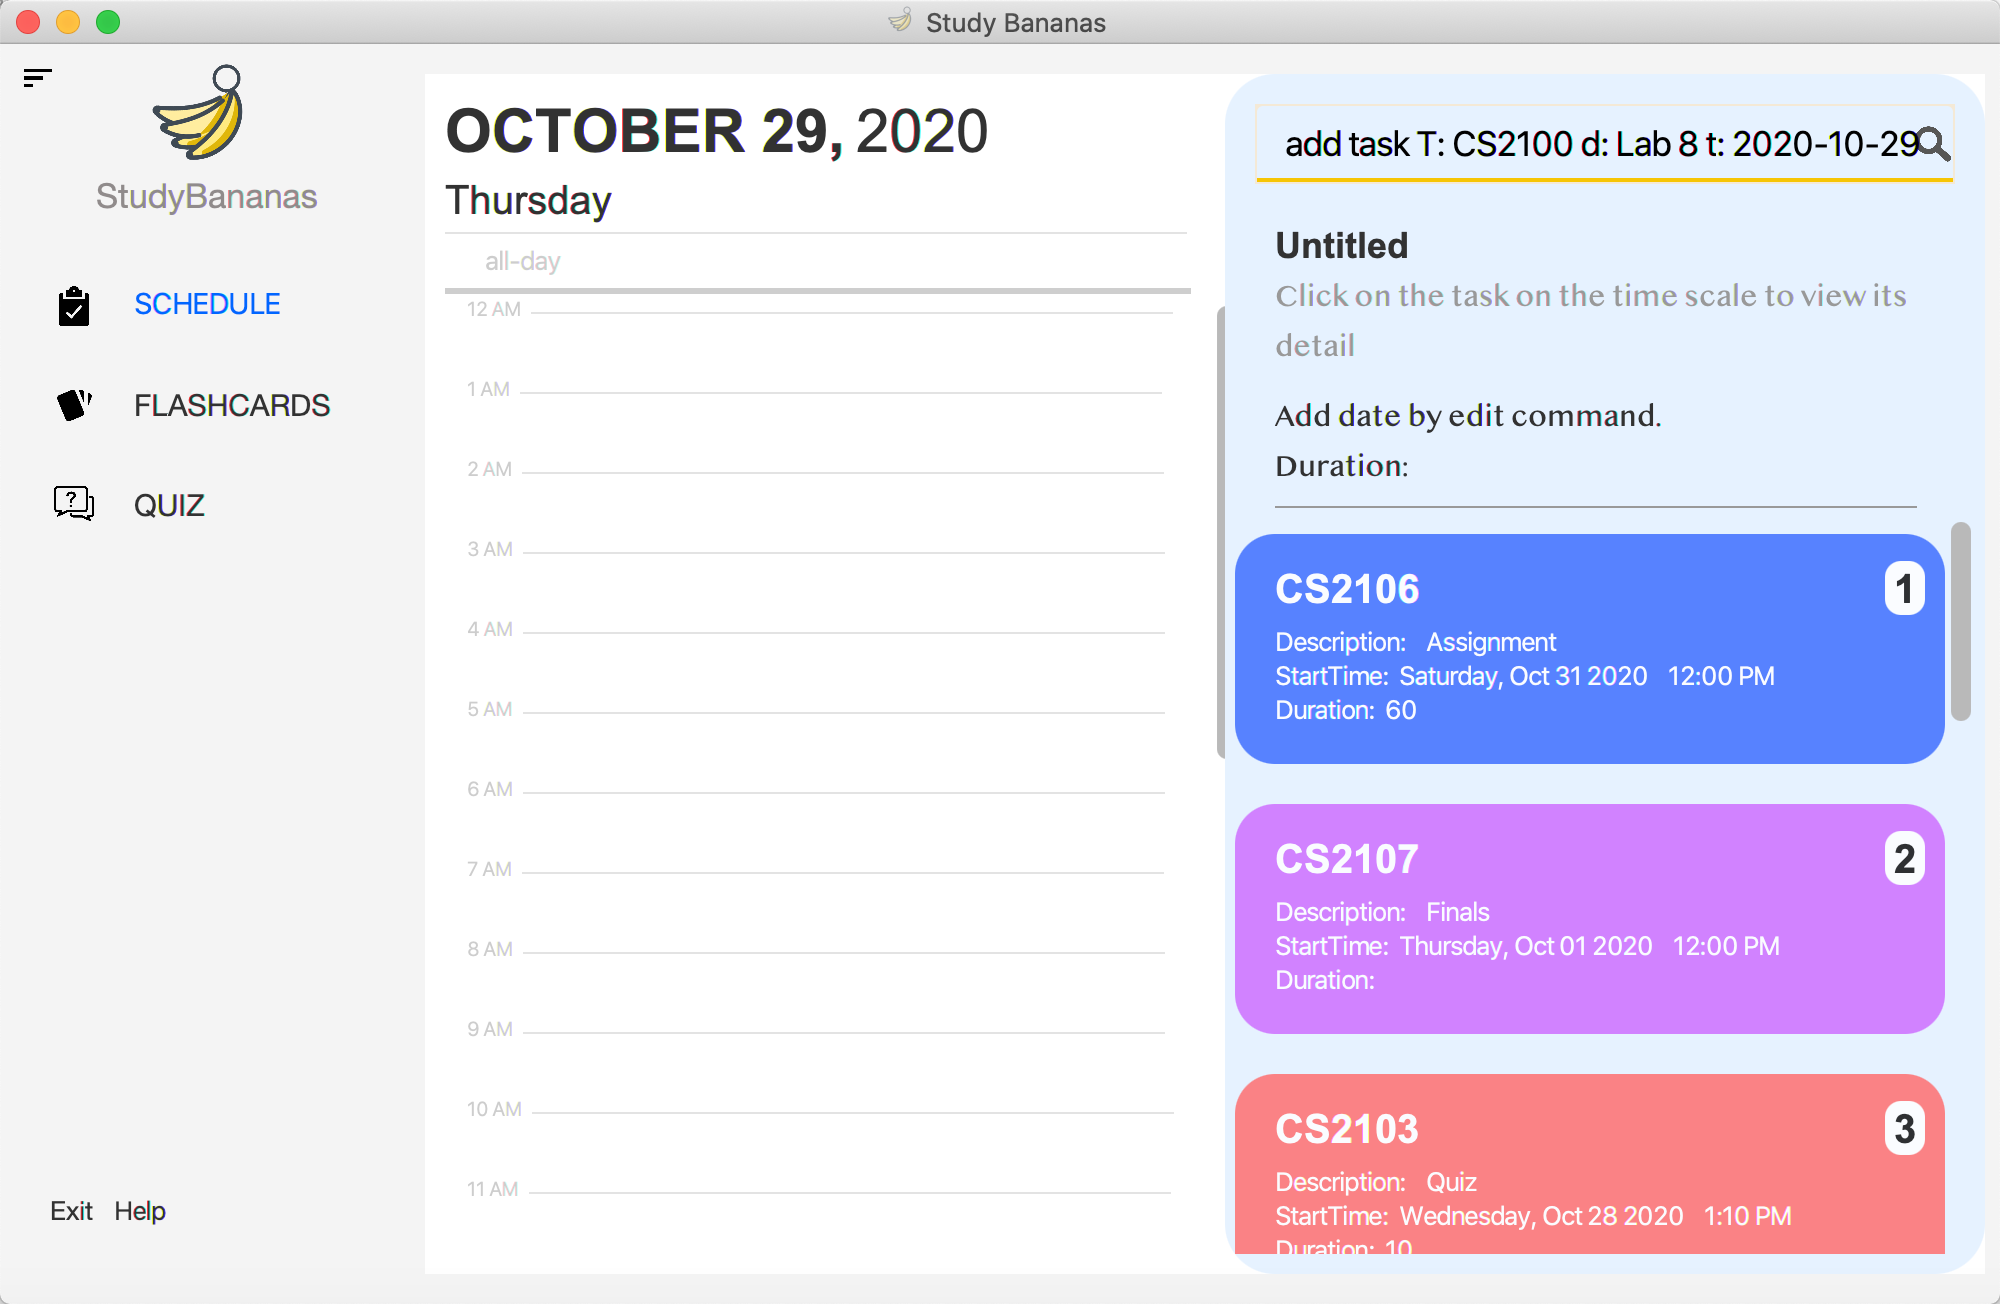 Study Bananas
StudyBananas
SCHEDULE
FLASHCARDS
QUIZ
Exit Help
OCTOBER 29, 2020
Thursday
all-day
12 AM
1 AM
2 AM
3 AM
4 AM
5 AM
6 AM
7 AM
8 AM
9 AM
10 AM
11 AM
add task T: CS2100 d: Lab 8 t: 2020-10-29
Untitled
Click on the task on the time scale to view its
detail
Add date by edit command.
Duration:
CS2106 1
Description: Assignment
StartTime: Saturday, Oct 31 2020 12:00 PM
Duration: 60
CS2107 2
Description: Finals
StartTime: Thursday, Oct 01 2020 12:00 PM
Duration:
CS2103 3
Description: Quiz
StartTime: Wednesday, Oct 28 2020 1:10 PM
Duration: 10